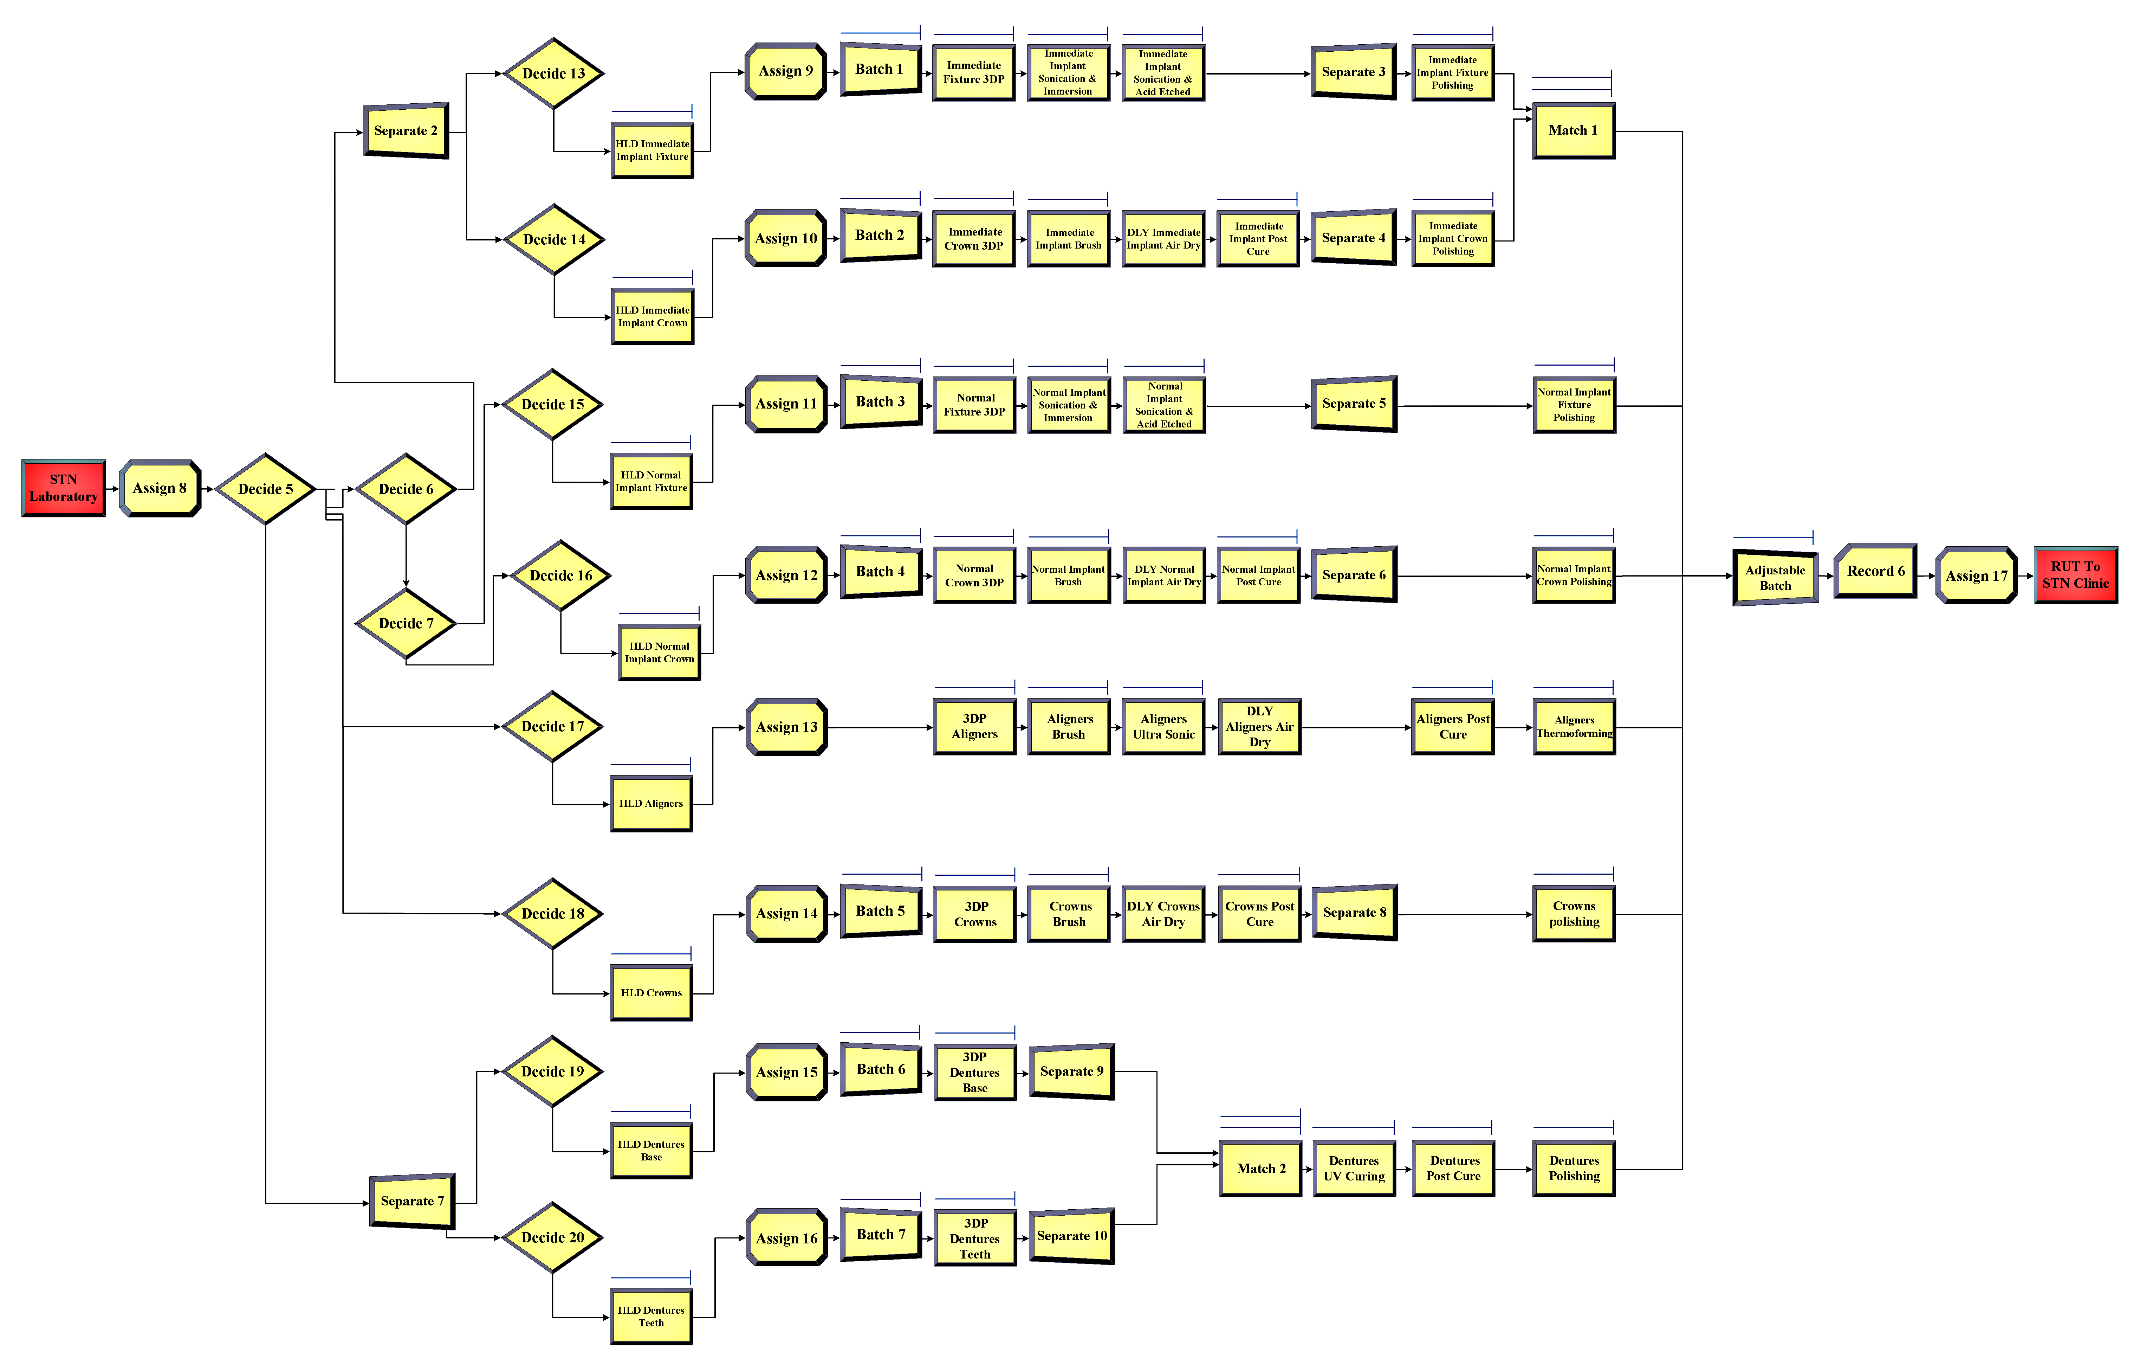 Decide 13
Assign 9
Batch 1
Immediate
Fixture 3DP
Immediate
Implant
Sonication &
Immersion
Immediate
Implant
Sonication &
Acid Etched
Separate 3
Immediate
Implant Fixture
Polishing
Separate 2
HLD Immediate
Implant Fixture
Match 1
Decide 14
Assign 10
Batch 2
Immediate
Crown 3DP
Immediate
Implant Brush
DLY Immediate
Implant Air Dry
Immediate
Implant Post
Cure
Separate 4
Immediate
Implant Crown
Polishing
HLD Immediate
Implant Crown
Decide 15
Assign 11
Batch 3
Normal
Fixture 3DP
Normal Implant
Sonication &
Immersion
Normal
Implant
Sonication &
Acid Etched
Separate 5
Normal Implant
Fixture
Polishing
HLD Normal
Implant Fixture
STN
Laboratory
Assign 8
Decide 5
Decide 6
Decide 7
Decide 16
Assign 12
Batch 4
Normal
Crown 3DP
Normal Implant
Brush
DLY Normal
Implant Air Dry
Normal Implant
Post Cure
Separate 6
Normal Implant
Crown Polishing
Adjustable
Batch
Record 6
Assign 17
RUT To
STN Clinic
HLD Normal
Implant Crown
Decide 17
Assign 13
3DP
Aligners
Aligners
Brush
Aligners
Ultra Sonic
DLY
Aligners Air
Dry
Aligners Post
Cure
Aligners
Thermoforming
HLD Aligners
Decide 18
Assign 14
Batch 5
3DP
Crowns
Crowns
Brush
DLY Crowns
Air Dry
Crowns Post
Cure
Separate 8
Crowns
polishing
HLD Crowns
Decide 19
Assign 15
Batch 6
3DP
Dentures
Base
Separate 9
HLD Dentures
Base
Match 2
Dentures
UV Curing
Dentures
Post Cure
Dentures
Polishing
Separate 7
Decide 20
Assign 16
Batch 7
3DP
Dentures
Teeth
Separate 10
HLD Dentures
Teeth